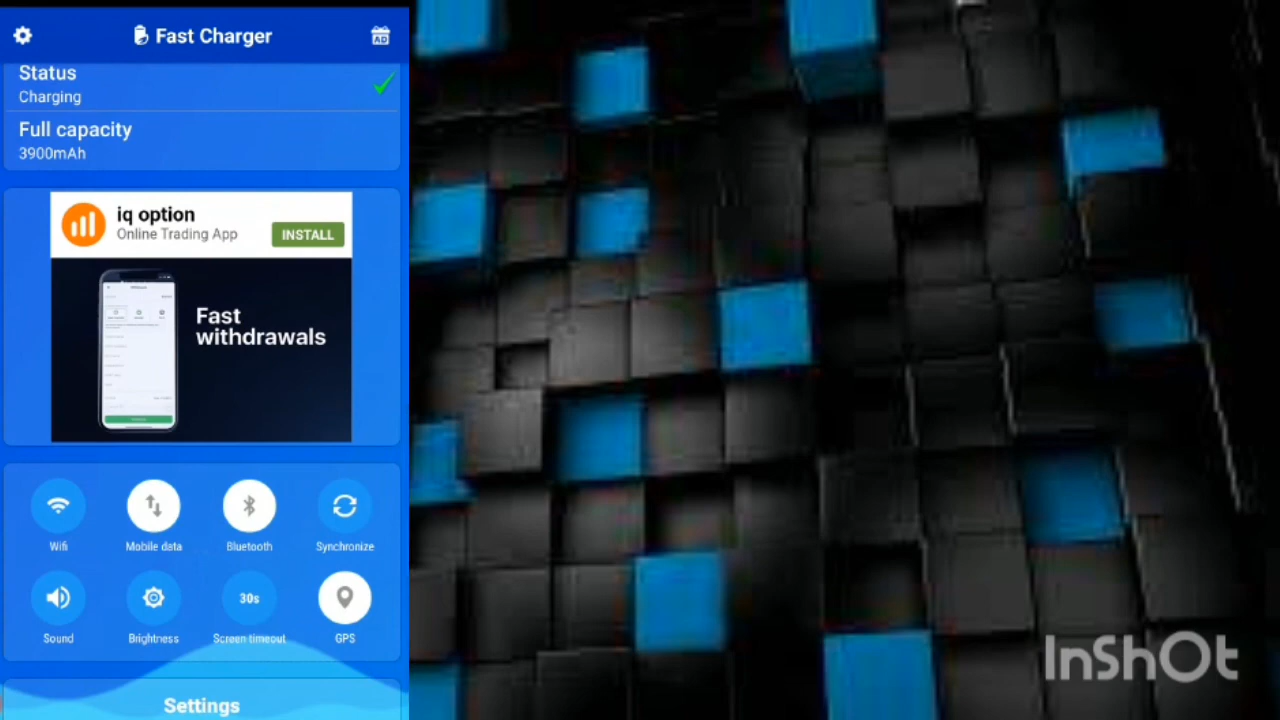 Fast Charger
AD
Status
Charging
Full capacity
3900mAh
iq option
Online Trading App
INSTALL
Fast
withdrawals
Wifi
Mobile data
Bluetooth
Synchronize
30s
Sound
Brightness
Screen timeout
GPS
Settings
InShOt